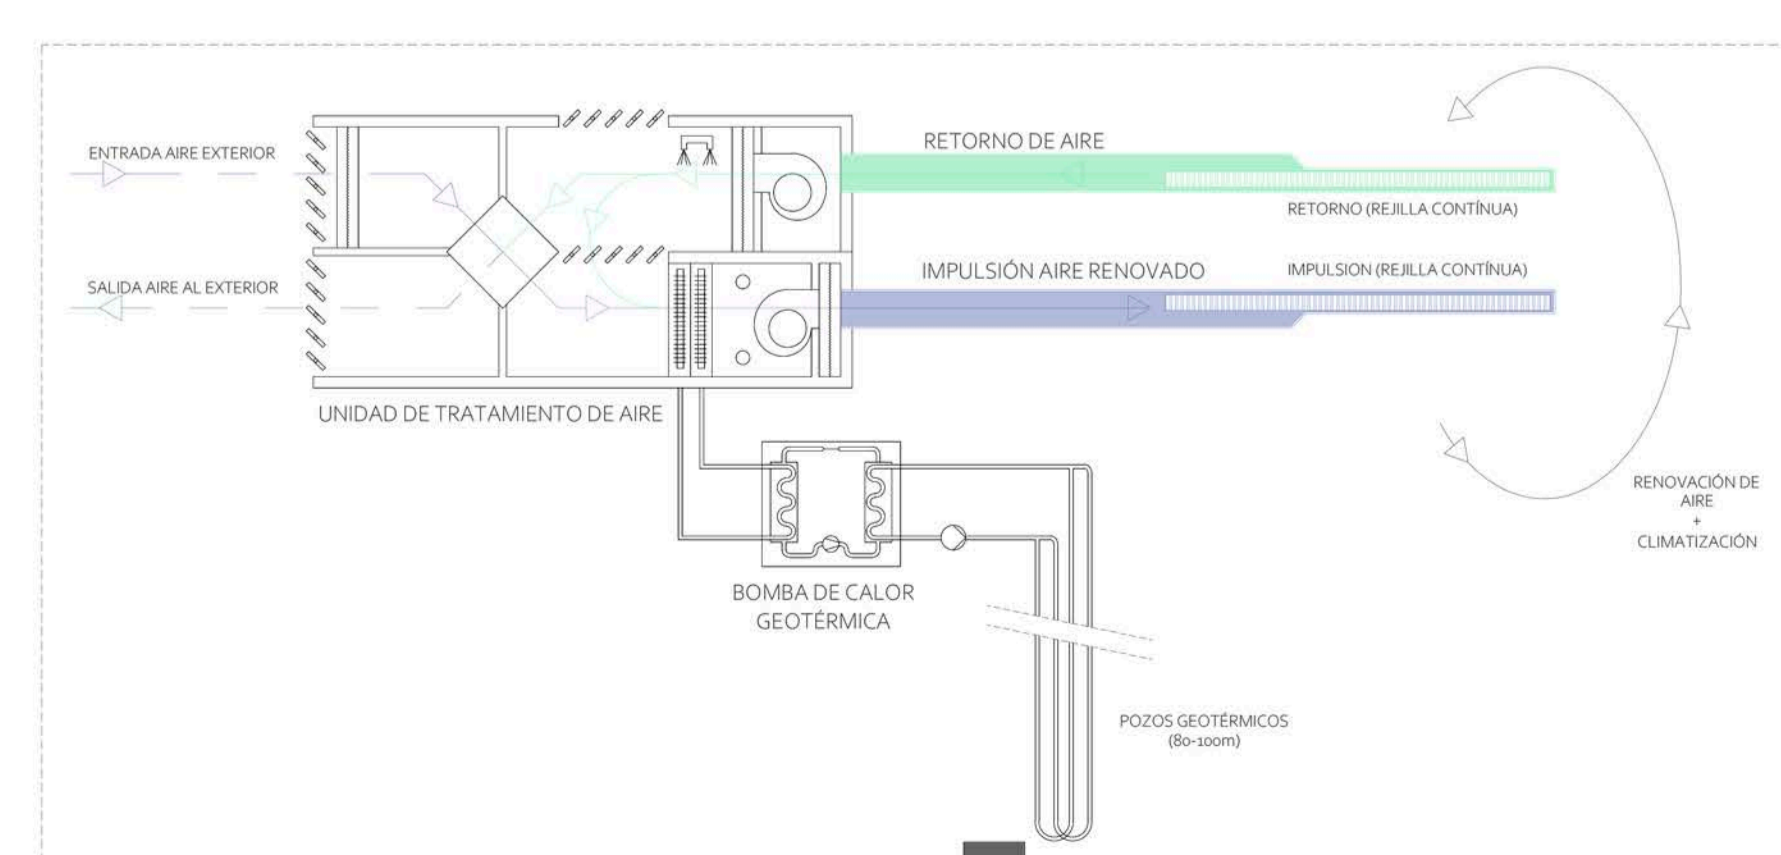 RETORNO DE AIRE
ENTRADA AIRE EXTERIOR
RETORNO (REJILLA CONTÍNUA)
IMPULSIÓN AIRE RENOVADO
IMPULSION (REJILLA CONTÍNUA)
SALIDA AIRE AL EXTERIOR
UNIDAD DE TRATAMIENTO DE AIRE
RENOVACIÓN DE
AIRE
+
CLIMATIZACIÓN
BOMBA DE CALOR
GEOTÉRMICA
POZOS GEOTÉRMICOS
(80-100m)